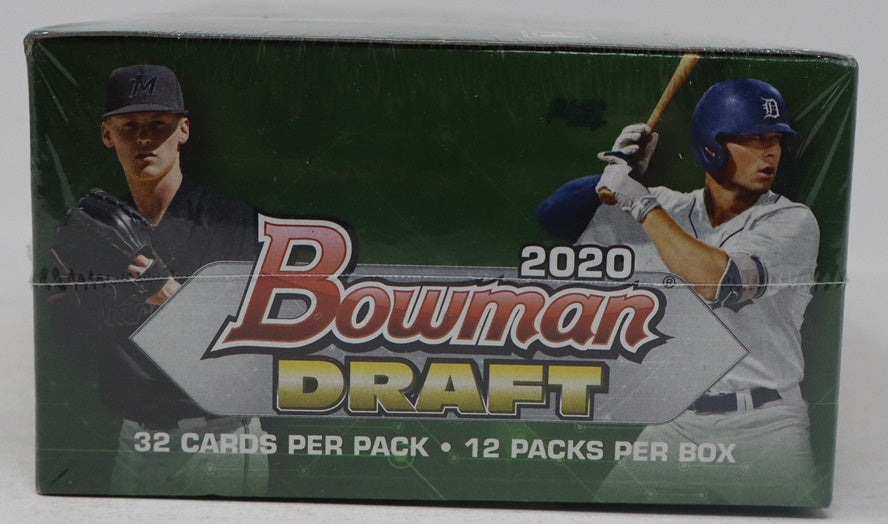 M
D
2020
Bowman®
DRAFT
32 CARDS PER PACK • 12 PACKS PER BOX